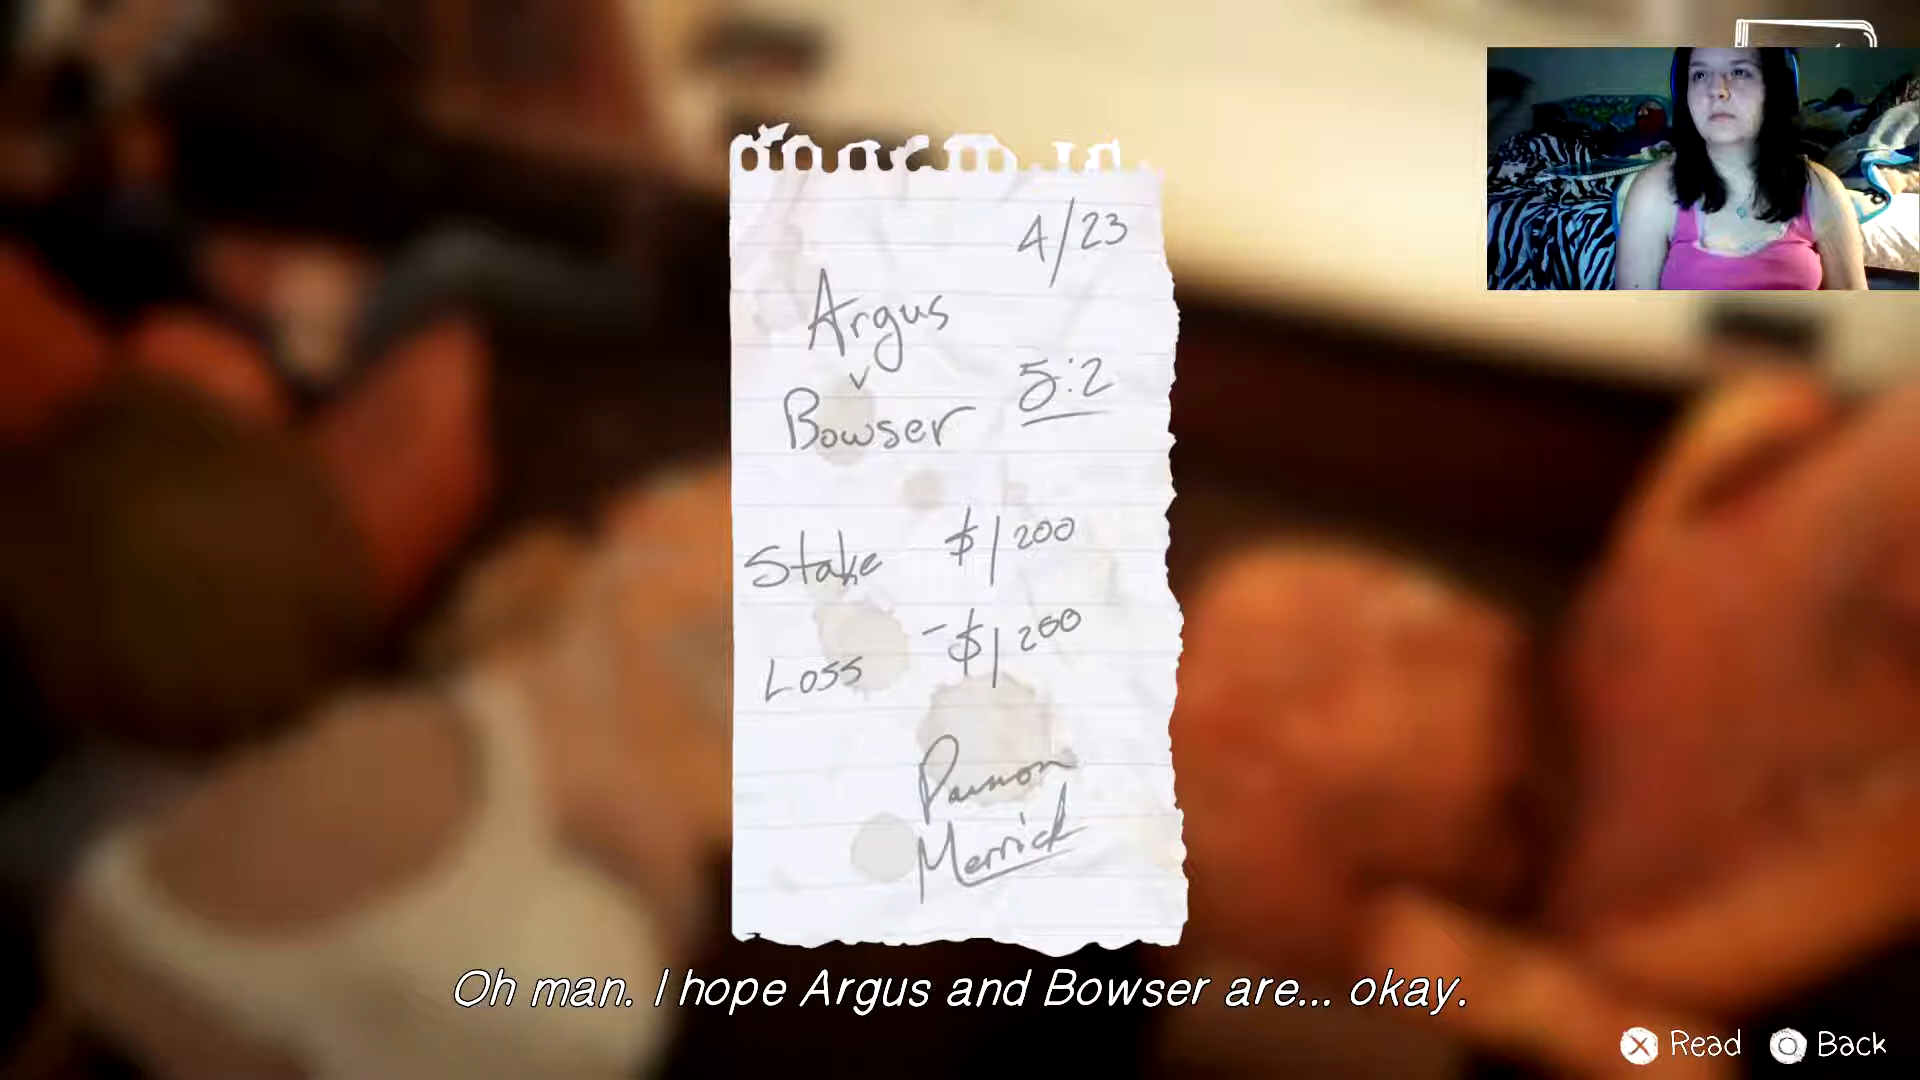 4/23
Argus
v
Bowser 5:2
Stake $1200
Loss -$1200
Damon
Merrick
Oh man. I hope Argus and Bowser are... okay.
Read Back